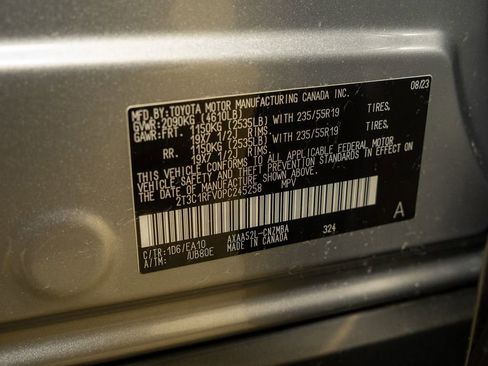 08/23
MFD.BY:TOYOTA MOTOR MANUFACTURING CANADA INC.
GVWR:2090KG (4610LB)
GAWR:FRT. 1150KG (2535LB) WITH 235/55R19 TIRES,
19X7 1/2J RIMS
RR. 1150KG (2535LB) WITH 235/55R19 TIRES,
19X7 1/2J RIMS
THIS VEHICLE CONFORMS TO ALL APPLICABLE FEDERAL MOTOR
VEHICLE SAFETY AND THEFT PREVENTION STANDARDS IN EFFECT ON
THE DATE OF MANUFACTURE SHOWN ABOVE.
2T3C1RFV0PC245258 MPV
A
C/TR:1D6/EA10 AXAA52L-CNZMBA 324
A/TM: /UB80E MADE IN CANADA